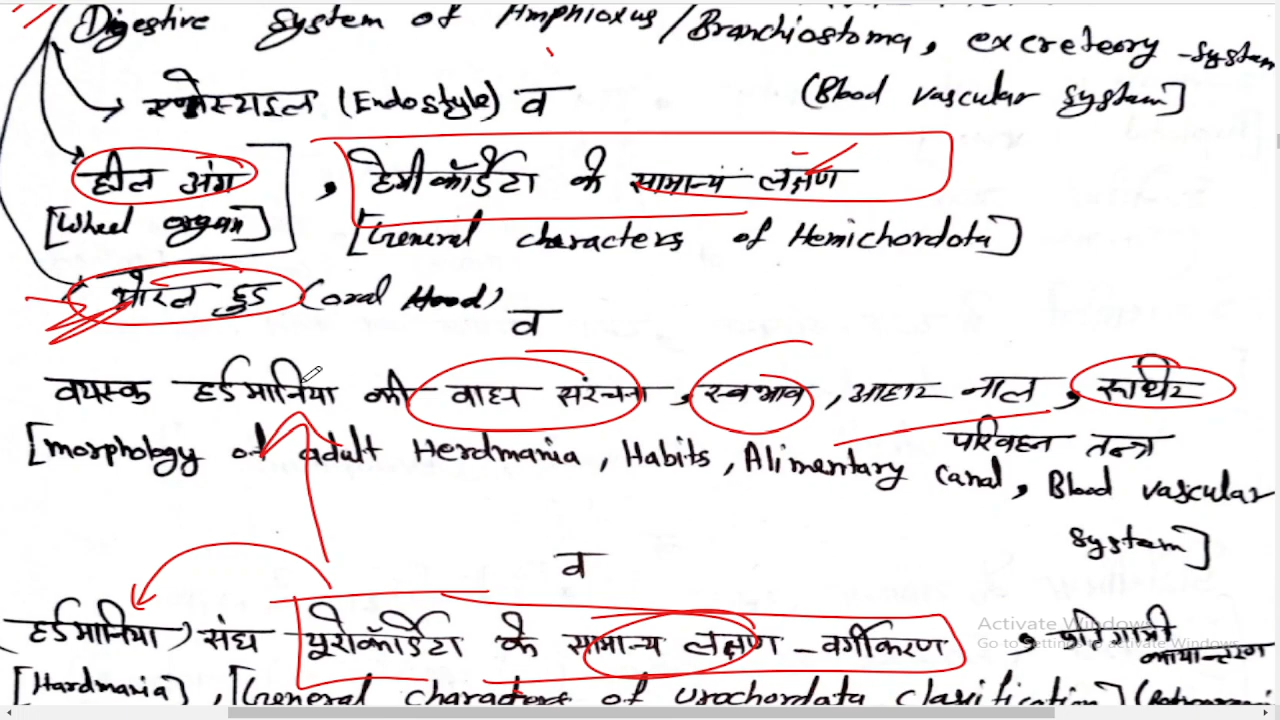 Digestive System of Amphioxus/Branchiostoma, excreteory -system
एण्डोस्टाइल (Endostyle) व (Blood vascular system]
व्हील अंग , हेमीकॉर्डेटा के सामान्य लक्षण
[Wheel organ] [General characters of Hemichordata]
(ओरल हुड (oral Hood)
व
वयस्क हर्डमानिया की बाह्य संरचना, स्वभाव, आहार नाल, रूधिर
परिवहन तन्त्र
[morphology of adult Herdmania, Habits, Alimentary Canal, Blood vascular
system]
व
हर्डमानिया) संघ यूरोकॉर्डेटा के सामान्य लक्षण - वर्गीकरण ,
Activate Windows
Go to Settings to activate Windows.
[Hardmania], [General characters of urochordata clasification]